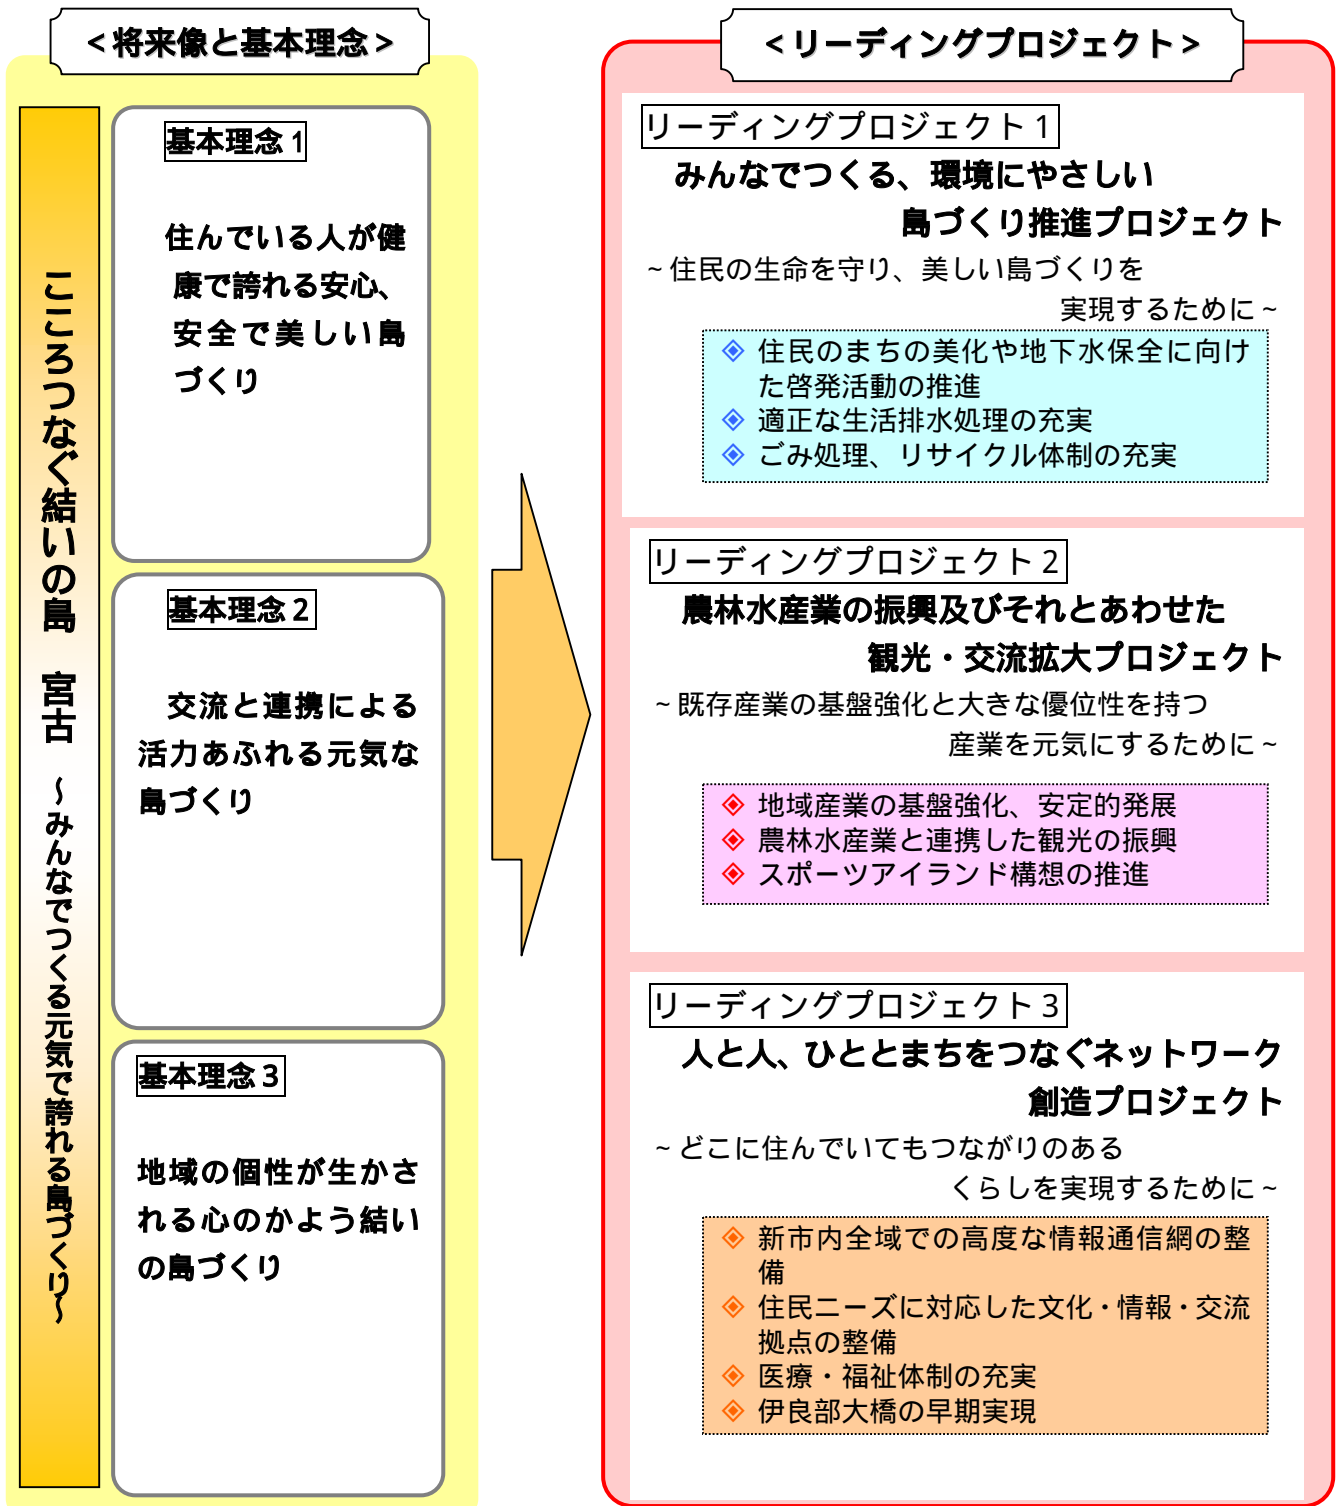 ＜将来像と基本理念＞
こころつなぐ結いの島　宮古　～みんなでつくる元気で誇れる島づくり～
基本理念１
住んでいる人が健
康で誇れる安心、
安全で美しい島
づくり
基本理念２
交流と連携による
活力あふれる元気な
島づくり
基本理念３
地域の個性が生かさ
れる心のかよう結い
の島づくり
＜リーディングプロジェクト＞
リーディングプロジェクト１
みんなでつくる、環境にやさしい
島づくり推進プロジェクト
～住民の生命を守り、美しい島づくりを
実現するために～
住民のまちの美化や地下水保全に向け
た啓発活動の推進
適正な生活排水処理の充実
ごみ処理、リサイクル体制の充実
リーディングプロジェクト２
農林水産業の振興及びそれとあわせた
観光・交流拡大プロジェクト
～既存産業の基盤強化と大きな優位性を持つ
産業を元気にするために～
地域産業の基盤強化、安定的発展
農林水産業と連携した観光の振興
スポーツアイランド構想の推進
リーディングプロジェクト３
人と人、ひととまちをつなぐネットワーク
創造プロジェクト
～どこに住んでいてもつながりのある
くらしを実現するために～
新市内全域での高度な情報通信網の整
備
住民ニーズに対応した文化・情報・交流
拠点の整備
医療・福祉体制の充実
伊良部大橋の早期実現